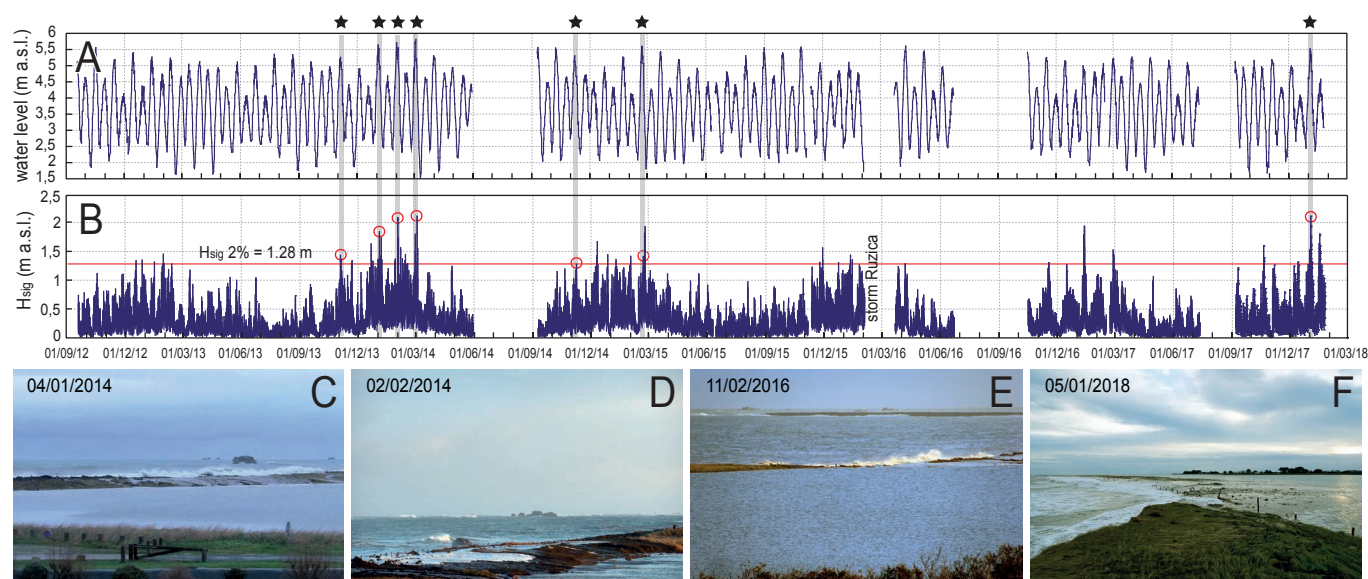 A
water level (m a.s.l.)
6
5,5
5
4,5
4
3,5
3
2,5
2
1,5
B
Hsig (m a.s.l.)
2,5
2
1,5
1
0,5
0
Hsig 2% = 1.28 m
storm Ruzica
01/09/12 01/12/12 01/03/13 01/06/13 01/09/13 01/12/13 01/03/14 01/06/14 01/09/14 01/12/14 01/03/15 01/06/15 01/09/15 01/12/15 01/03/16 01/06/16 01/09/16 01/12/16 01/03/17 01/06/17 01/09/17 01/12/17 01/03/18
04/01/2014 C
02/02/2014 D
11/02/2016 E
05/01/2018 F